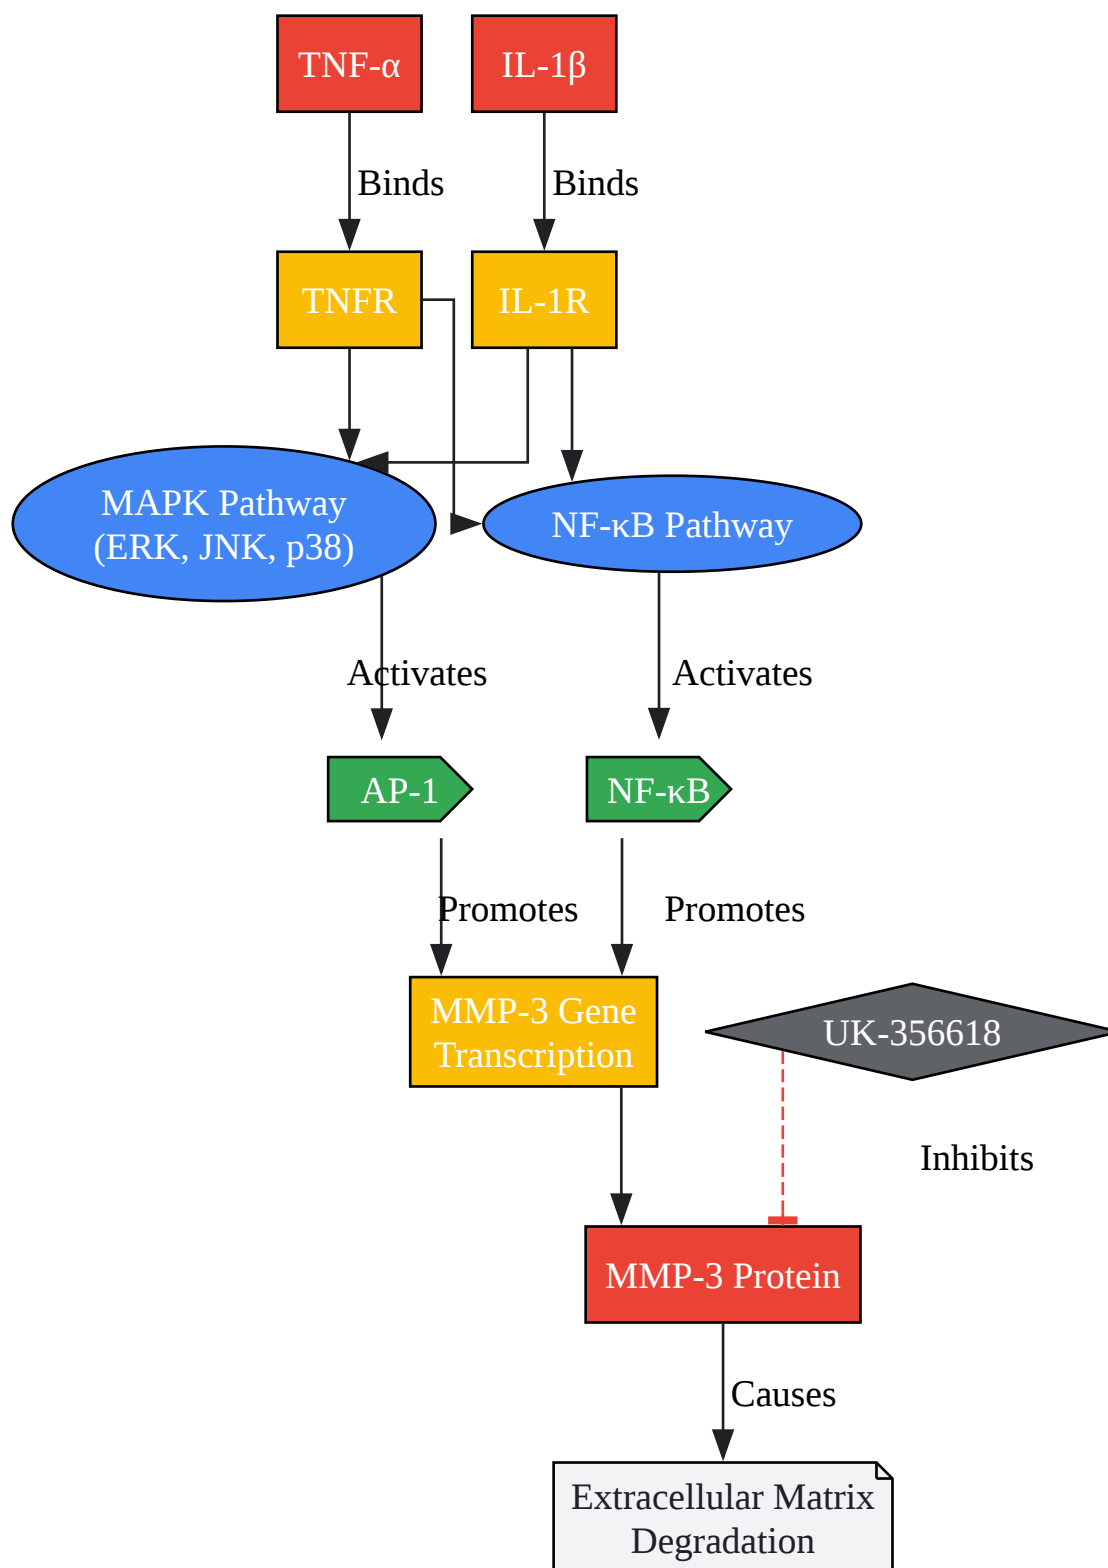 TNF-α
IL-1β
Binds
Binds
TNFR
IL-1R
MAPK Pathway
(ERK, JNK, p38)
NF-κB Pathway
Activates
Activates
AP-1
NF-κB
Promotes
Promotes
MMP-3 Gene
Transcription
UK-356618
Inhibits
MMP-3 Protein
Causes
Extracellular Matrix
Degradation